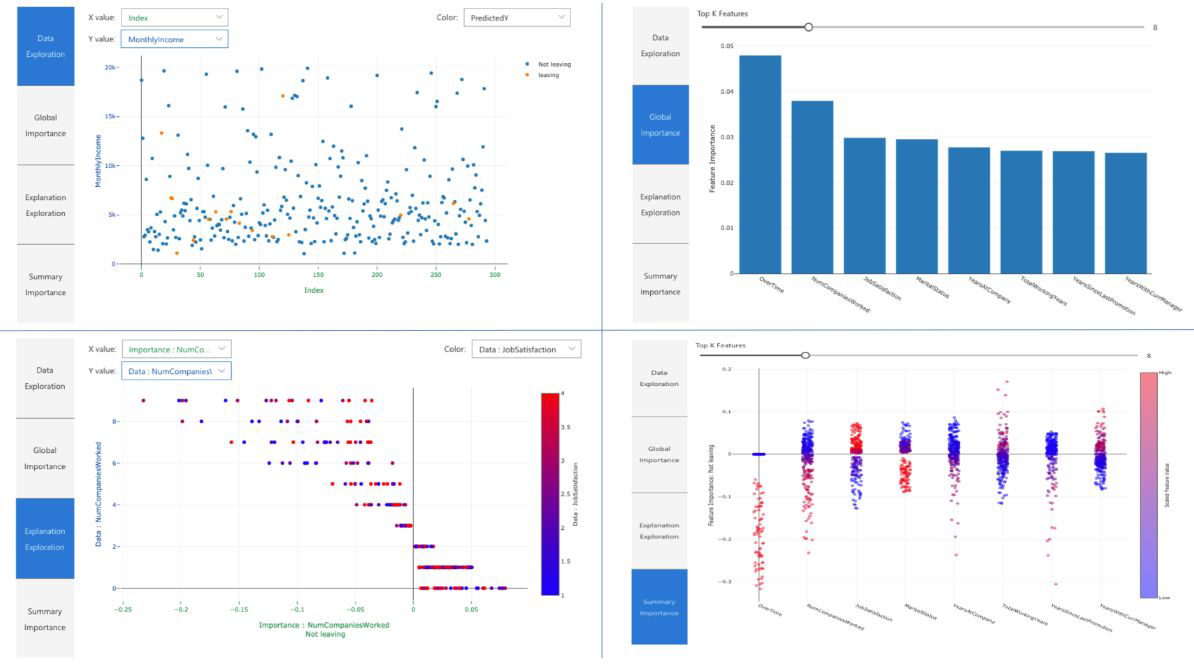 Data
Exploration
Global
Importance
Explanation
Exploration
Summary
Importance
X value:
Index
Color:
PredictedY
Y value:
MonthlyIncome
Not leaving
leaving
20k
15k
10k
5k
0
MonthlyIncome
0
50
100
150
200
250
300
Index
Data
Exploration
Global
Importance
Explanation
Exploration
Summary
Importance
Top K Features
8
0.05
0.04
0.03
0.02
0.01
0
Feature Importance
OverTime
NumCompaniesWorked
JobSatisfaction
MaritalStatus
YearsAtCompany
TotalWorkingYears
YearsSinceLastPromotion
YearsWithCurrManager
Data
Exploration
Global
Importance
Explanation
Exploration
Summary
Importance
X value:
Importance : NumCo...
Color:
Data : JobSatisfaction
Y value:
Data : NumCompanies\
8
6
4
2
0
Data : NumCompaniesWorked
−0.25
−0.2
−0.15
−0.1
−0.05
0
0.05
Importance : NumCompaniesWorked
Not leaving
4
3.5
3
2.5
2
1.5
1
Data : JobSatisfaction
Data
Exploration
Global
Importance
Explanation
Exploration
Summary
Importance
Top K Features
8
0.2
0.1
0
−0.1
−0.2
−0.3
Feature Importance: Not leaving
OverTime
NumCompaniesWorked
JobSatisfaction
MaritalStatus
YearsAtCompany
TotalWorkingYears
YearsSinceLastPromotion
YearsWithCurrManager
High
Low
Scaled Feature Value